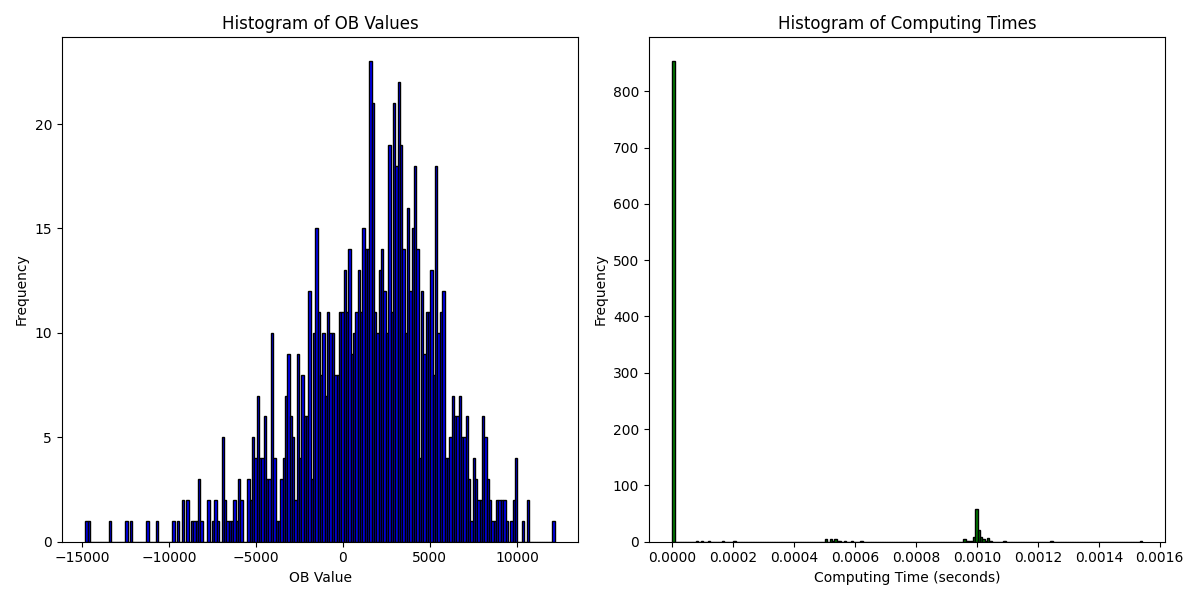 Histogram of OB Values
Frequency
20
15
10
5
0
−15000 −10000 −5000 0 5000 10000
OB Value
Histogram of Computing Times
Frequency
800
700
600
500
400
300
200
100
0
0.0000 0.0002 0.0004 0.0006 0.0008 0.0010 0.0012 0.0014 0.0016
Computing Time (seconds)